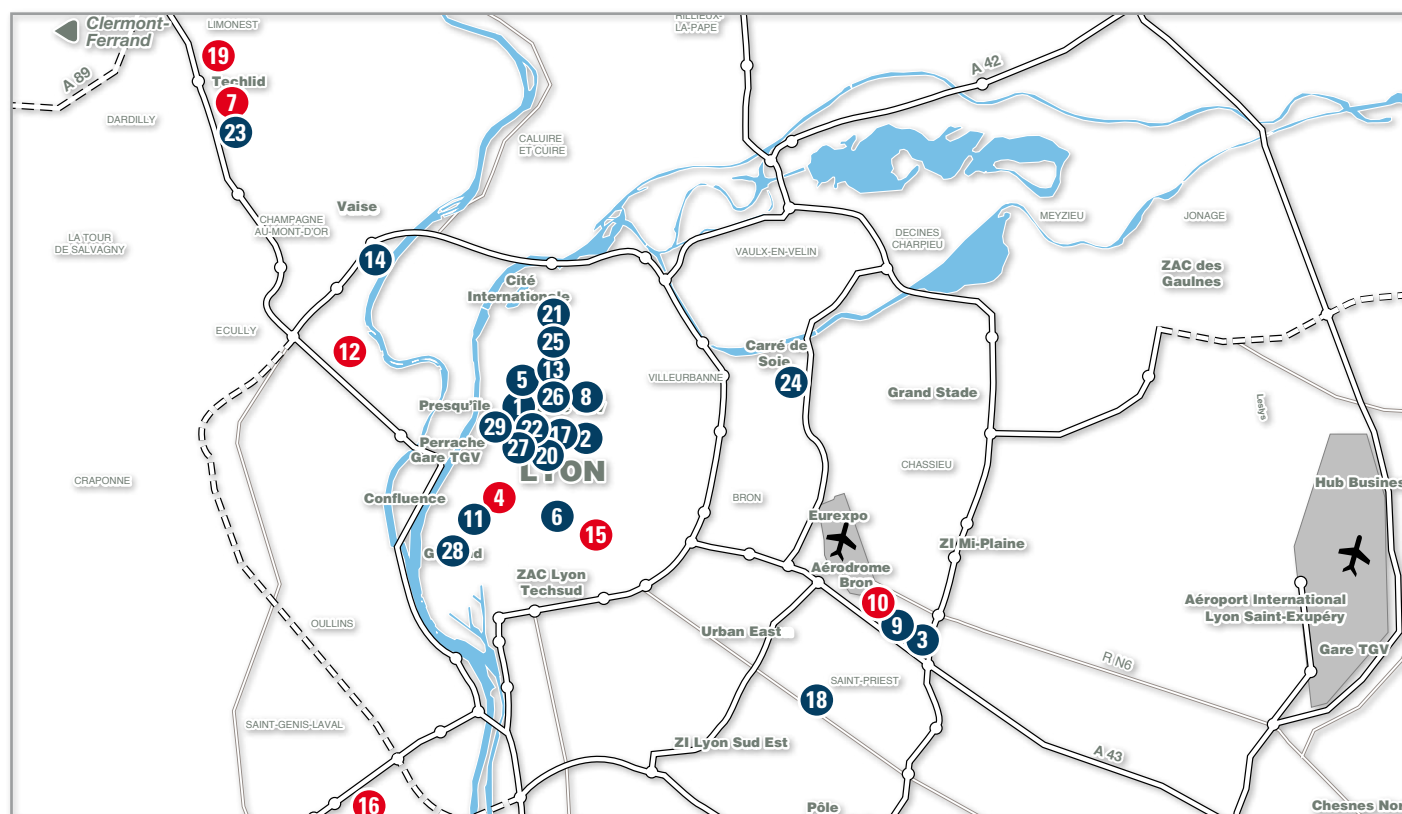 Clermont-
Ferrand
LIMONEST
RILLIEUX-
LA-PAPE
19
Techlid
A 89
A 42
7
DARDILLY
23
CALUIRE
ET CUIRE
Vaise
CHAMPAGNE
AU-MONT-D'OR
LA TOUR
DE SALVAGNY
MEYZIEU
JONAGE
DECINES
CHARPIEU
VAULX-EN-VELIN
14
ZAC des
Gaulnes
Cité
Internationale
21
ECULLY
25
12
Carré de
Soie
13
5
VILLEURBANNE
24
Grand Stade
26
8
1
Presqu'île
Leslys
29
22
17
2
Perrache
Gare TGV
27
20
LYON
CHASSIEU
CRAPONNE
Hub Busines
Confluence
4
BRON
11
6
Eurexpo
15
28
ZI Mi-Plaine
Aérodrome
Bron
ZAC Lyon
Techsud
10
Aéroport International
Lyon Saint-Exupéry
OULLINS
9
Urban East
3
Gare TGV
R N6
SAINT-PRIEST
18
SAINT-GENIS-LAVAL
ZI Lyon Sud Est
A 43
16
Pôle
Chesnes Nor